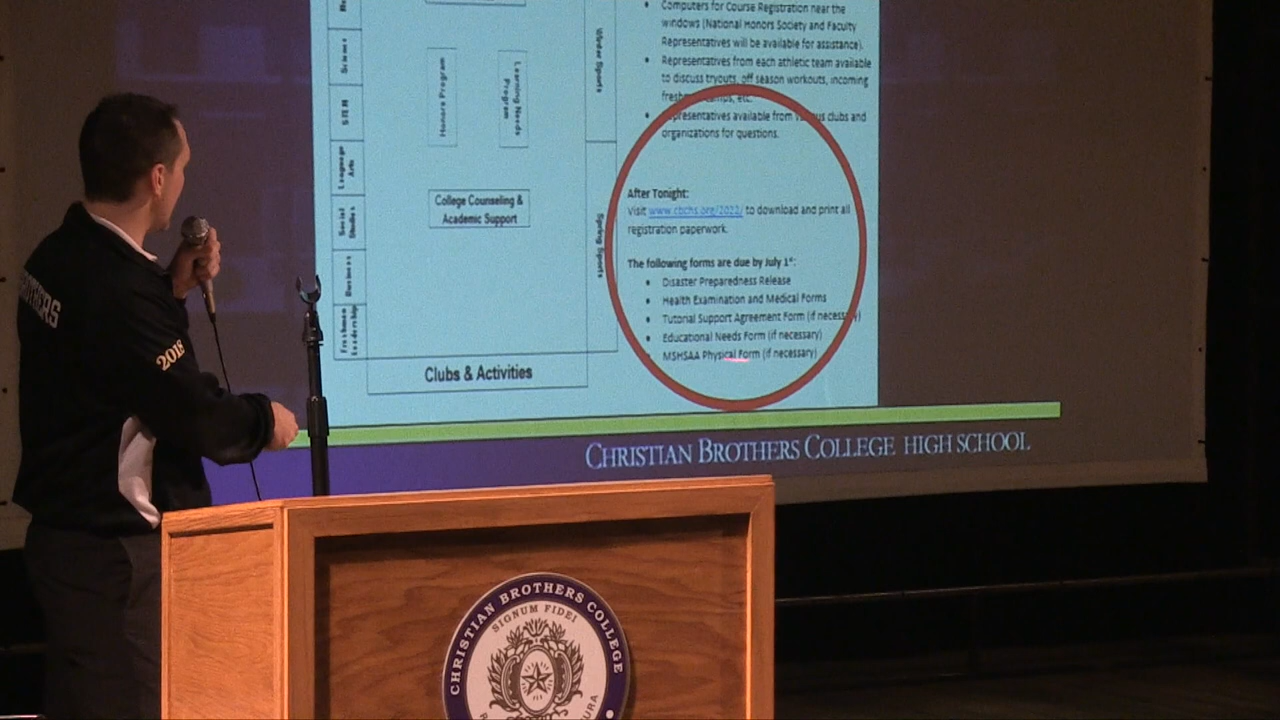 Science
STEM
Language Arts
Social Studies
Business
Freshman Leadership
Honors Program
Learning Needs Program
College Counseling &
Academic Support
Clubs & Activities
Winter Sports
Spring Sports
Computers for Course Registration near the
windows (National Honors Society and Faculty
Representatives will be available for assistance).
Representatives from each athletic team available
to discuss tryouts, off season workouts, incoming
camps, etc.
Representatives available from various clubs and
organizations for questions.
After Tonight:
Visit www.cbchs.org/2022/ to download and print all
registration paperwork.
The following forms are due by July 1st:
Disaster Preparedness Release
Health Examination and Medical Forms
Tutorial Support Agreement Form (if necessary)
Educational Needs Form (if necessary)
MSHSAA Physical Form (if necessary)
CHRISTIAN BROTHERS COLLEGE HIGH SCHOOL
2018
CHRISTIAN BROTHERS COLLEGE
SIGNUM FIDEI